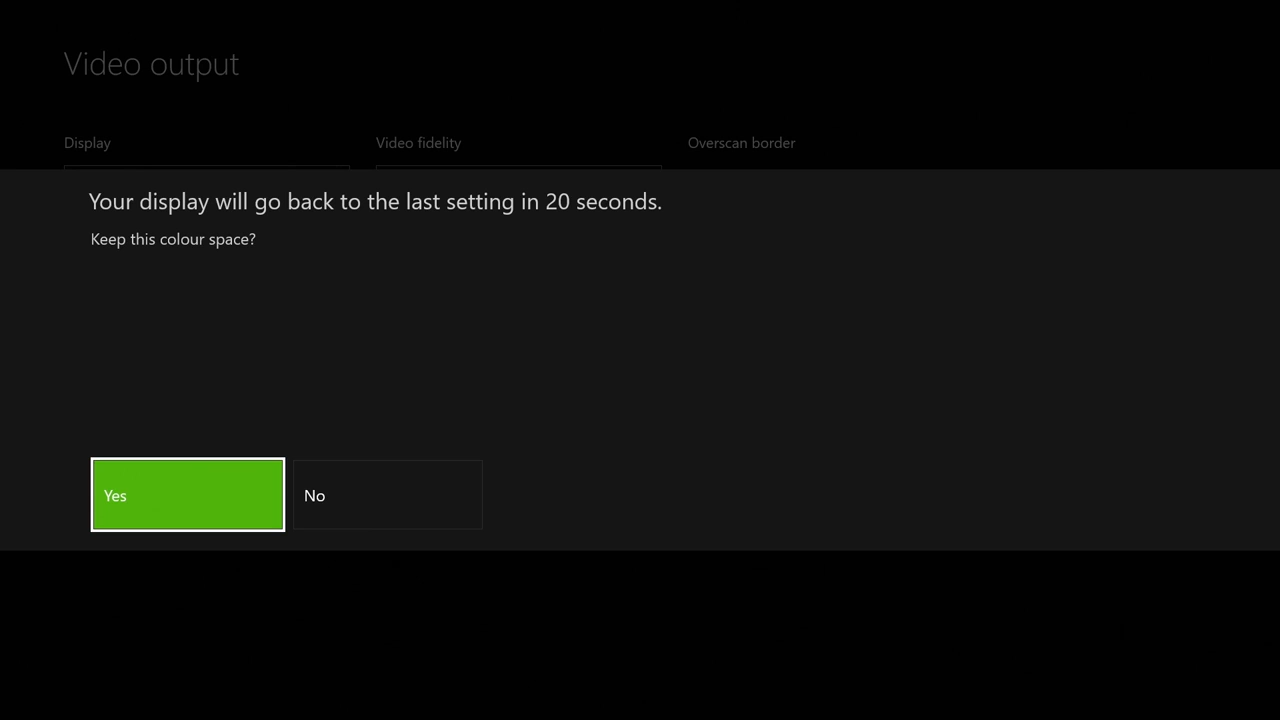 Video output
Display
Video fidelity
Overscan border
Your display will go back to the last setting in 20 seconds.
Keep this colour space?
Yes
No